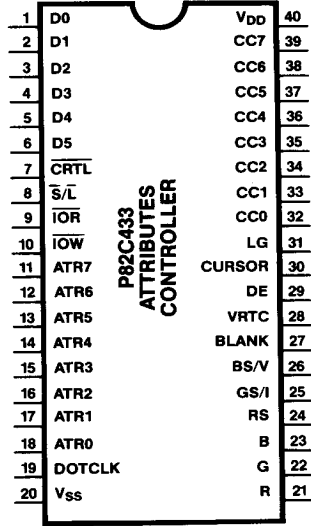 1 D0 VDD 40
2 D1 CC7 39
3 D2 CC6 38
4 D3 CC5 37
5 D4 CC4 36
6 D5 CC3 35
7 CRTL CC2 34
8 S/L CC1 33
9 IOR CC0 32
10 IOW LG 31
11 ATR7 CURSOR 30
12 ATR6 DE 29
13 ATR5 VRTC 28
14 ATR4 BLANK 27
15 ATR3 BS/V 26
16 ATR2 GS/I 25
17 ATR1 RS 24
18 ATR0 B 23
19 DOTCLK G 22
20 VSS R 21
P82C433
ATTRIBUTES
CONTROLLER